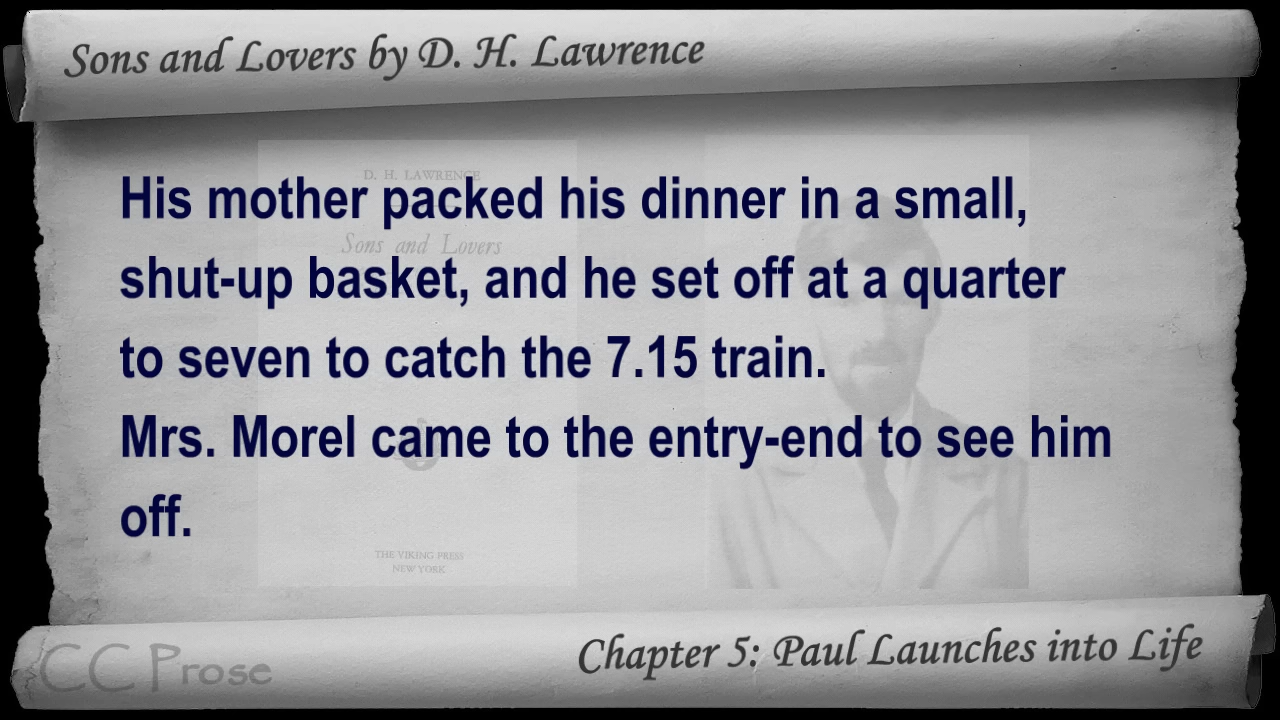 Sons and Lovers by D. H. Lawrence
D. H. LAWRENCE
Sons and Lovers
His mother packed his dinner in a small,
shut-up basket, and he set off at a quarter
to seven to catch the 7.15 train.
Mrs. Morel came to the entry-end to see him
off.
THE VIKING PRESS
NEW YORK
Chapter 5: Paul Launches into Life
CC Prose